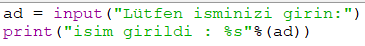 ad = input("Lütfen isminizi girin:")
print("isim girildi : %s"%(ad))